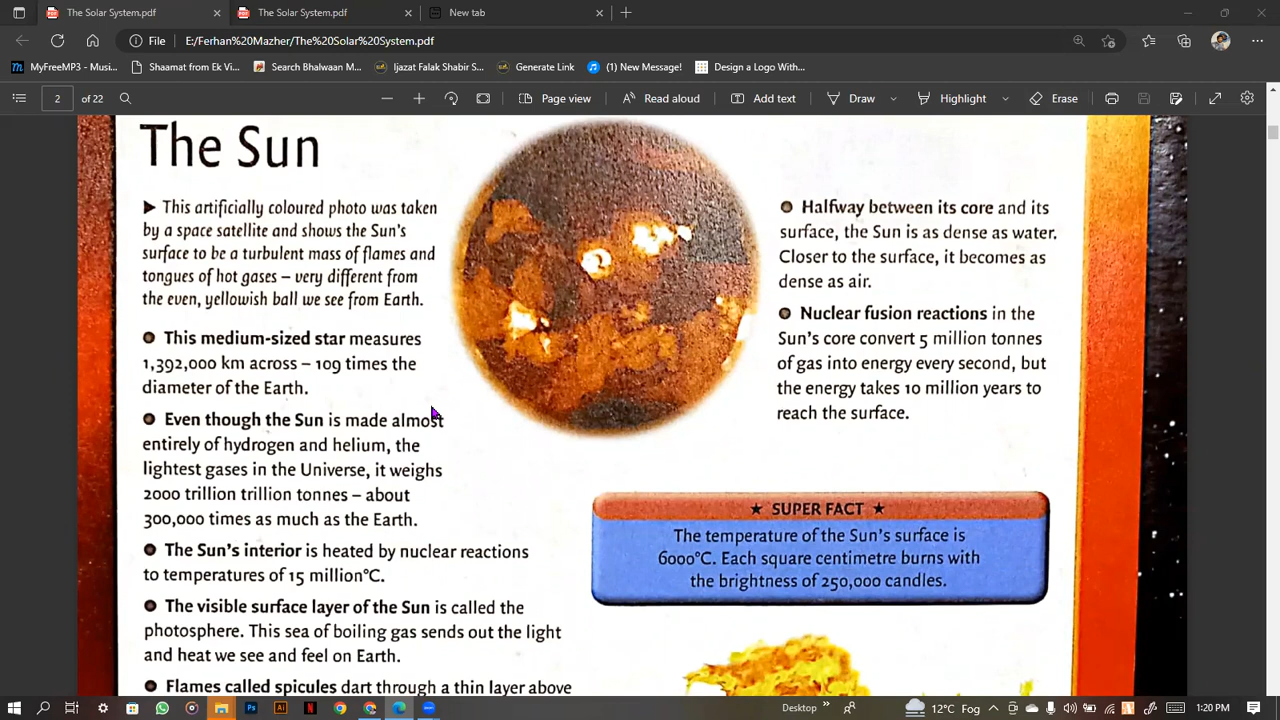 The Solar System.pdf
The Solar System.pdf
New tab
File E:/Ferhan%20Mazher/The%20Solar%20System.pdf
MyFreeMP3 - Musi...
Shaamat from Ek Vi...
Search Bhalwaan M...
Ijazat Falak Shabir S...
Generate Link
(1) New Message!
Design a Logo With...
2 of 22
Page view
Read aloud
Add text
Draw
Highlight
Erase
The Sun
► This artificially coloured photo was taken
by a space satellite and shows the Sun's
surface to be a turbulent mass of flames and
tongues of hot gases – very different from
the even, yellowish ball we see from Earth.
This medium-sized star measures
1,392,000 km across – 109 times the
diameter of the Earth.
Even though the Sun is made almost
entirely of hydrogen and helium, the
lightest gases in the Universe, it weighs
2000 trillion trillion tonnes – about
300,000 times as much as the Earth.
The Sun's interior is heated by nuclear reactions
to temperatures of 15 million°C.
The visible surface layer of the Sun is called the
photosphere. This sea of boiling gas sends out the light
and heat we see and feel on Earth.
Flames called spicules dart through a thin layer above
Halfway between its core and its
surface, the Sun is as dense as water.
Closer to the surface, it becomes as
dense as air.
Nuclear fusion reactions in the
Sun's core convert 5 million tonnes
of gas into energy every second, but
the energy takes 10 million years to
reach the surface.
★ SUPER FACT ★
The temperature of the Sun's surface is
6000°C. Each square centimetre burns with
the brightness of 250,000 candles.
Desktop
12°C Fog
1:20 PM